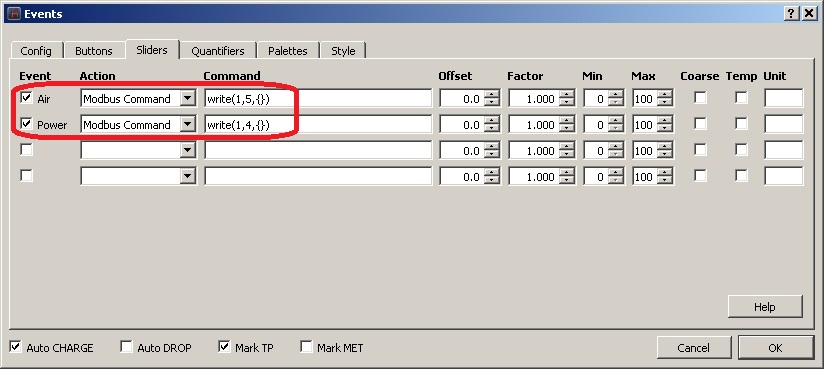 Events
Config Buttons Sliders Quantifiers Palettes Style
Event Action Command Offset Factor Min Max Coarse Temp Unit
Air Modbus Command write(1,5,{}) 0.0 1.000 0 100
Power Modbus Command write(1,4,{}) 0.0 1.000 0 100
0.0 1.000 0 100
0.0 1.000 0 100
Help
Auto CHARGE Auto DROP Mark TP Mark MET Cancel OK